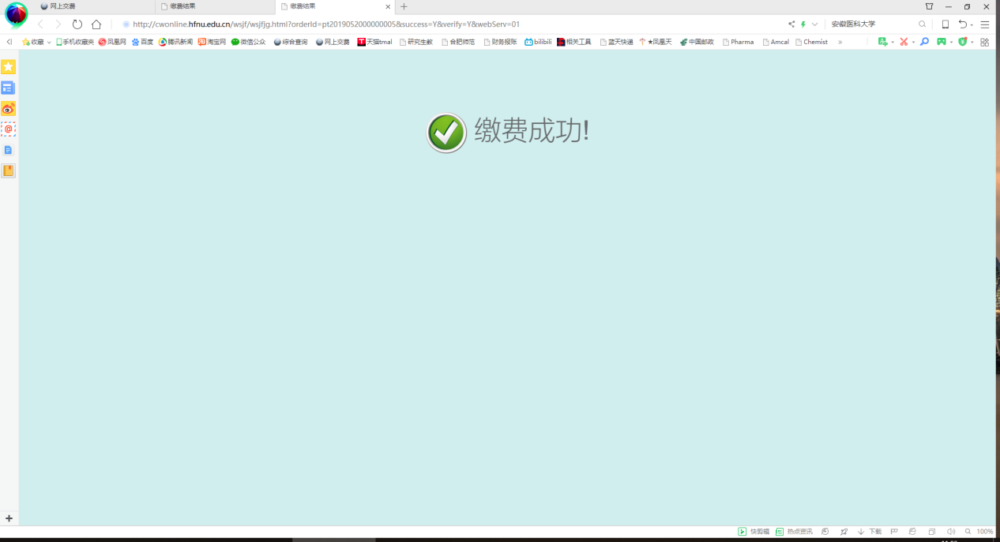 网上交费 缴费结果 缴费结果
http://cwonline.hfnu.edu.cn/wsjf/wsjfjg.html?orderId=pt2019052000000005&success=Y&verify=Y&webServ=01 安徽医科大学
收藏 手机收藏夹 凤凰网 百度 腾讯新闻 淘宝网 微信公众 综合查询 网上交费 天猫tmal 研究生教 合肥师范 财务报账 bilibili 相关工具 蓝天快递 ★凤凰天 中国邮政 Pharma Amcal Chemist »
缴费成功!
快剪辑 热点资讯 下载 100%